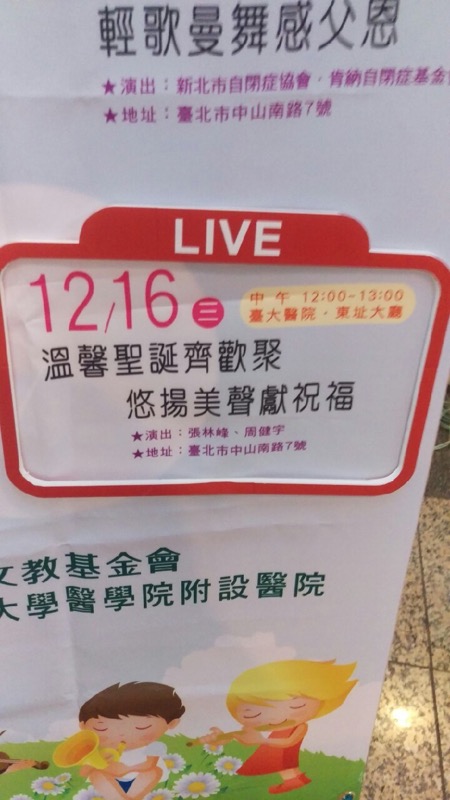 輕歌曼舞感父恩
★演出：新北市自閉症協會．肯納自閉症基金
★地址：臺北市中山南路7號
LIVE
12/16 三 中午 12:00-13:00
臺大醫院．東址大廳
溫馨聖誕齊歡聚
悠揚美聲獻祝福
★演出：張林峰、周健宇
★地址：臺北市中山南路7號
文教基金會
大學醫學院附設醫院